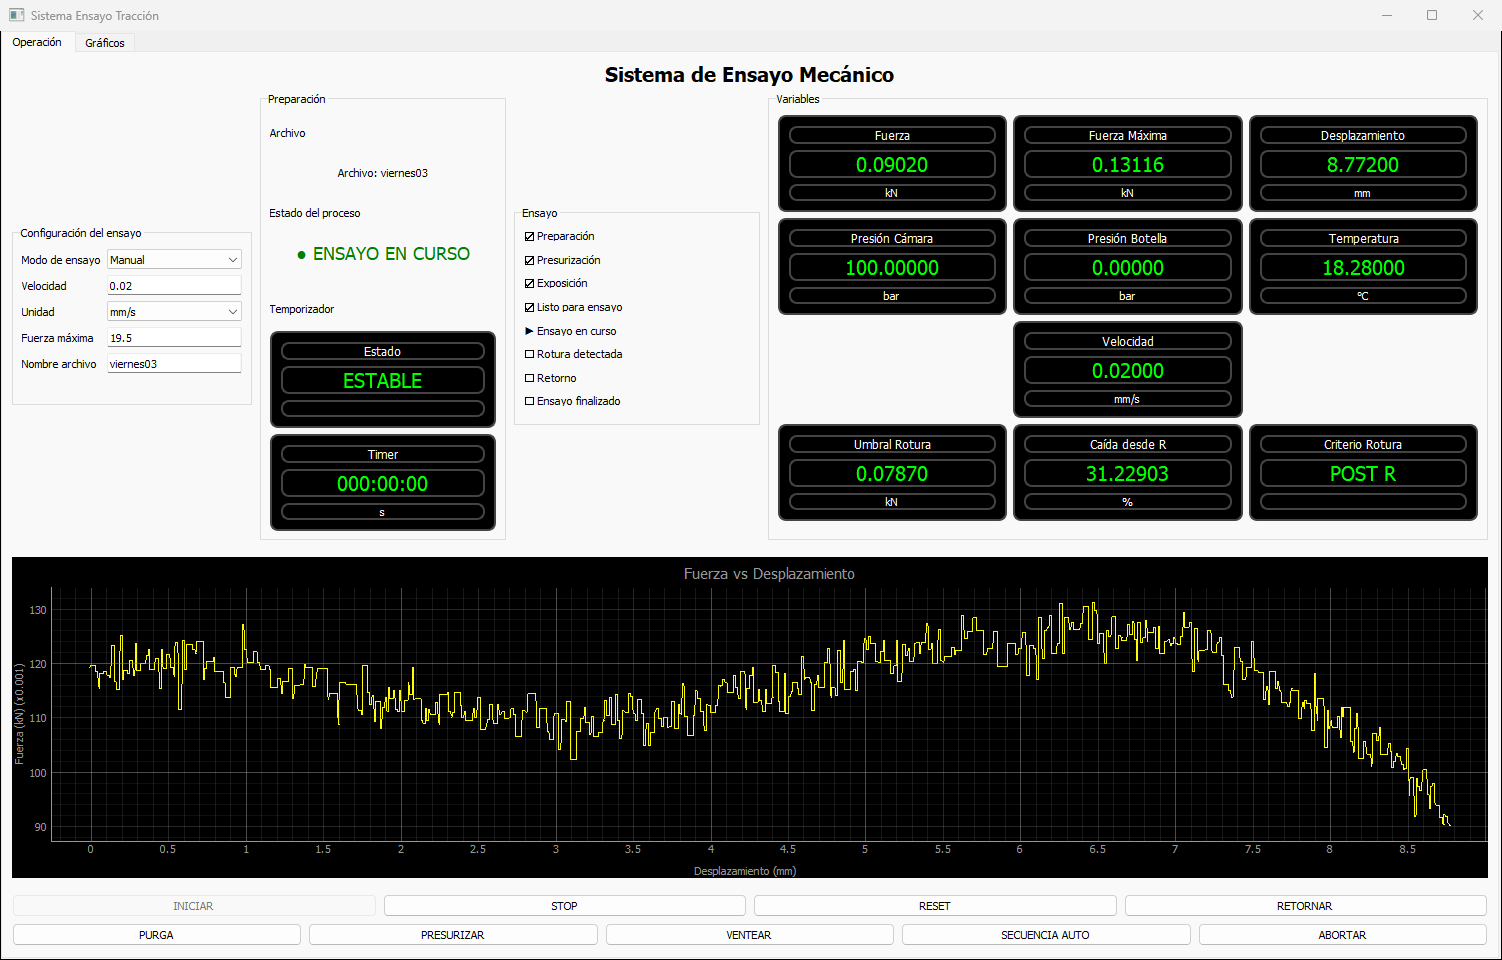 Sistema Ensayo Tracción
Operación
Gráficos
Sistema de Ensayo Mecánico
Configuración del ensayo
Modo de ensayo Manual
Velocidad 0.02
Unidad mm/s
Fuerza máxima 19.5
Nombre archivo viernes03
Preparación
Archivo
Archivo: viernes03
Estado del proceso
● ENSAYO EN CURSO
Temporizador
Estado
ESTABLE
Timer
000:00:00
s
Ensayo
Preparación
Presurización
Exposición
Listo para ensayo
Ensayo en curso
Rotura detectada
Retorno
Ensayo finalizado
Variables
Fuerza
0.09020
kN
Fuerza Máxima
0.13116
kN
Desplazamiento
8.77200
mm
Presión Cámara
100.00000
bar
Presión Botella
0.00000
bar
Temperatura
18.28000
°C
Velocidad
0.02000
mm/s
Umbral Rotura
0.07870
kN
Caída desde R
31.22903
%
Criterio Rotura
POST R
Fuerza vs Desplazamiento
Fuerza (kN) (x0.001)
130
120
110
100
90
0 0.5 1 1.5 2 2.5 3 3.5 4 4.5 5 5.5 6 6.5 7 7.5 8 8.5
Desplazamiento (mm)
INICIAR STOP RESET RETORNAR
PURGA PRESURIZAR VENTEAR SECUENCIA AUTO ABORTAR